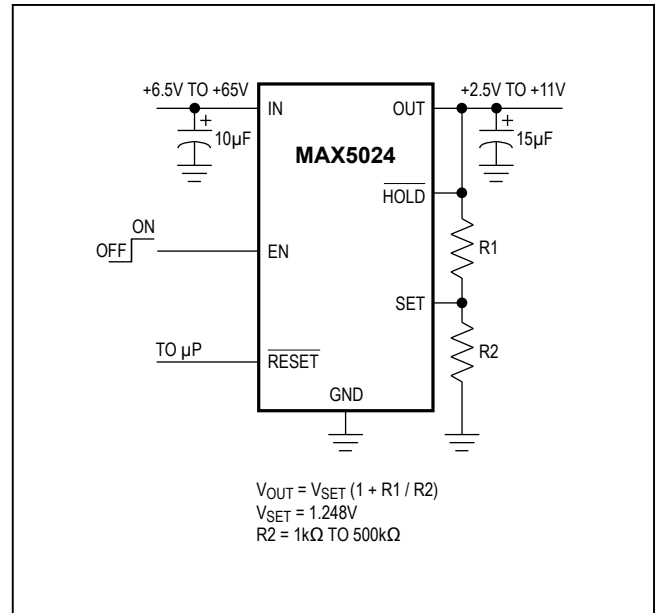 +6.5V TO +65V
+2.5V TO +11V
IN
OUT
+
10µF
+
15µF
MAX5024
HOLD
ON
OFF
EN
R1
SET
TO µP
RESET
R2
GND
VOUT = VSET (1 + R1 / R2)
VSET = 1.248V
R2 = 1kΩ TO 500kΩ